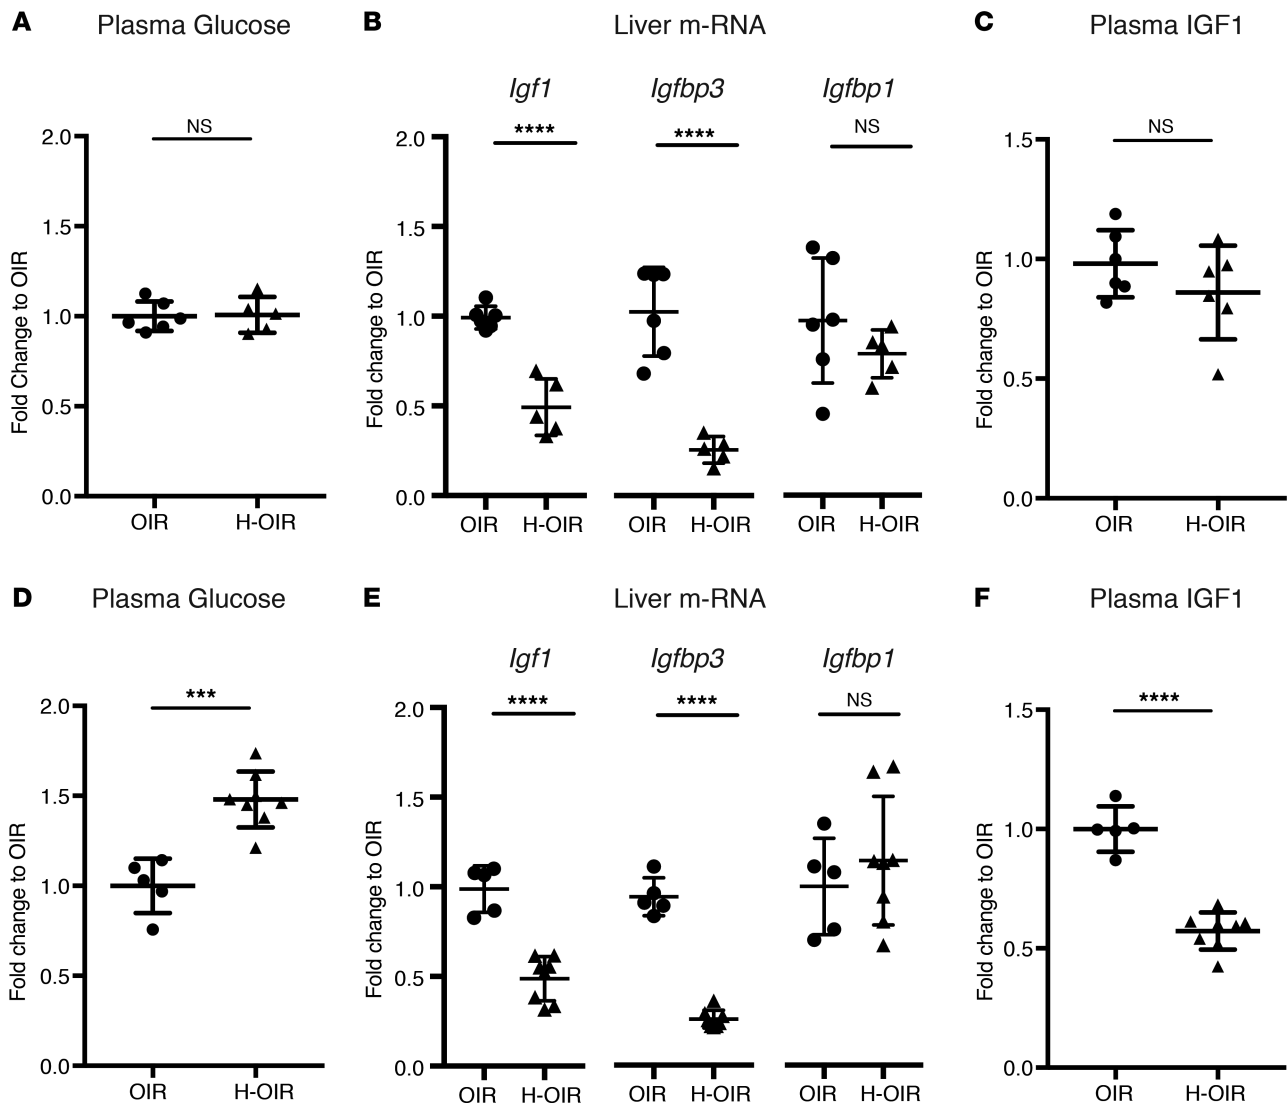 A Plasma Glucose
B Liver m-RNA
C Plasma IGF1
Igf1 Igfbp3 Igfbp1
NS
**** **** NS
NS
Fold Change to OIR
2.0
1.5
1.0
0.5
0.0
OIR H-OIR
Fold change to OIR
2.0
1.5
1.0
0.5
0.0
OIR H-OIR OIR H-OIR OIR H-OIR
Fold Change to OIR
1.5
1.0
0.5
0.0
OIR H-OIR
D Plasma Glucose
E Liver m-RNA
F Plasma IGF1
Igf1 Igfbp3 Igfbp1
***
**** **** NS
****
Fold change to OIR
2.0
1.5
1.0
0.5
0.0
OIR H-OIR
Fold change to OIR
2.0
1.5
1.0
0.5
0.0
OIR H-OIR OIR H-OIR OIR H-OIR
Fold change to OIR
1.5
1.0
0.5
0.0
OIR H-OIR